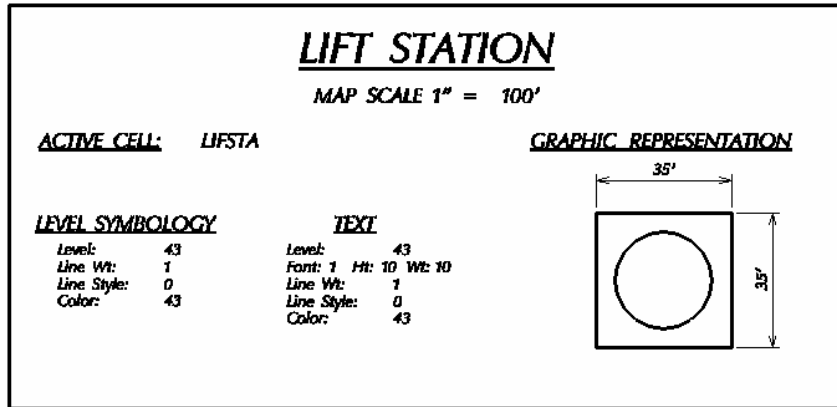 LIFT STATION
MAP SCALE 1" = 100'
ACTIVE CELL: LIFSTA
GRAPHIC REPRESENTATION
35'
35'
LEVEL SYMBOLOGY
Level: 43
Line Wt: 1
Line Style: 0
Color: 43
TEXT
Level: 43
Font: 1 Ht: 10 Wt: 10
Line Wt: 1
Line Style: 0
Color: 43